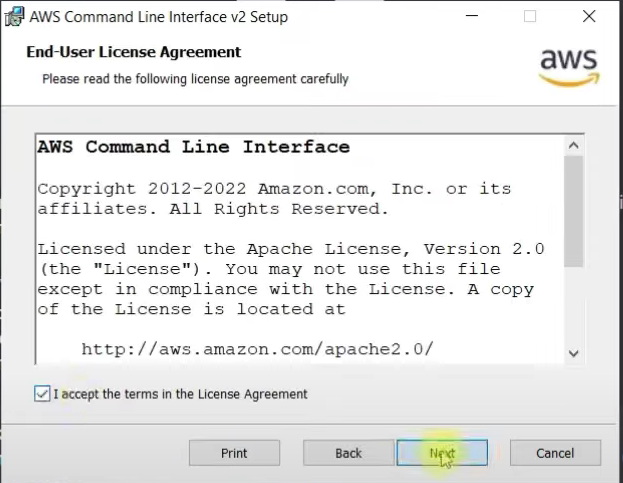 AWS Command Line Interface v2 Setup
End-User License Agreement
Please read the following license agreement carefully
aws
AWS Command Line Interface
Copyright 2012-2022 Amazon.com, Inc. or its
affiliates. All Rights Reserved.
Licensed under the Apache License, Version 2.0
(the "License"). You may not use this file
except in compliance with the License. A copy
of the License is located at
http://aws.amazon.com/apache2.0/
I accept the terms in the License Agreement
Print Back Next Cancel